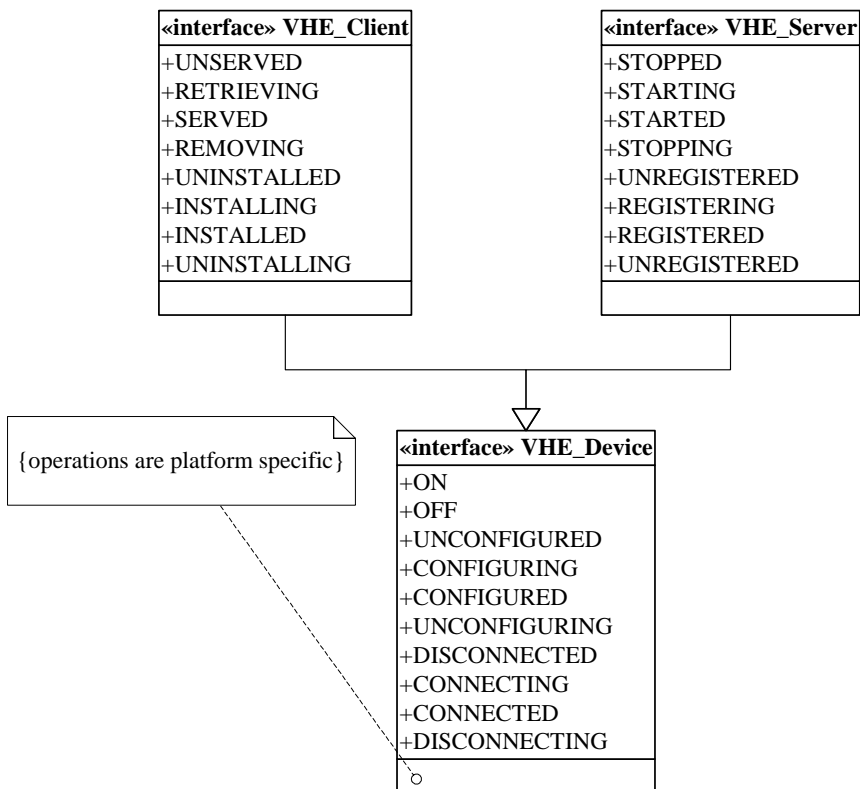 «interface» VHE_Client
+UNSERVED
+RETRIEVING
+SERVED
+REMOVING
+UNINSTALLED
+INSTALLING
+INSTALLED
+UNINSTALLING
«interface» VHE_Server
+STOPPED
+STARTING
+STARTED
+STOPPING
+UNREGISTERED
+REGISTERING
+REGISTERED
+UNREGISTERED
{operations are platform specific}
«interface» VHE_Device
+ON
+OFF
+UNCONFIGURED
+CONFIGURING
+CONFIGURED
+UNCONFIGURING
+DISCONNECTED
+CONNECTING
+CONNECTED
+DISCONNECTING